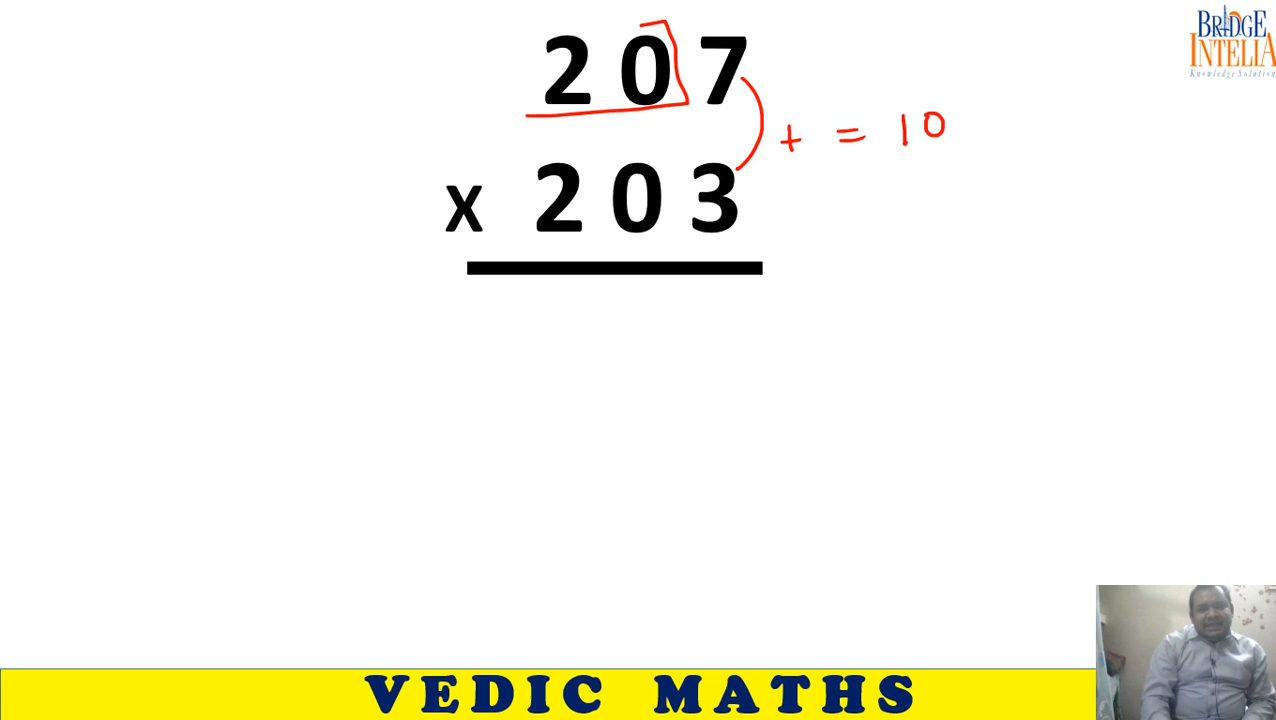 BRIDGE
INTELIA
Knowledge Solution
2 0 7
+ = 10
x 2 0 3
VEDIC MATHS